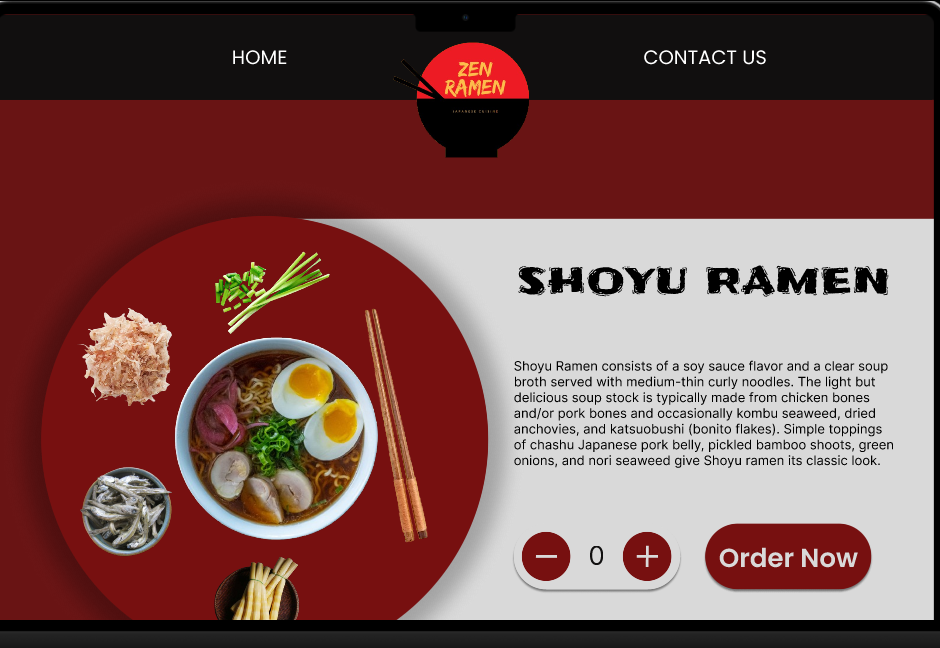 HOME
CONTACT US
ZEN
RAMEN
JAPANESE CUISINE
SHOYU RAMEN
Shoyu Ramen consists of a soy sauce flavor and a clear soup
broth served with medium-thin curly noodles. The light but
delicious soup stock is typically made from chicken bones
and/or pork bones and occasionally kombu seaweed, dried
anchovies, and katsuobushi (bonito flakes). Simple toppings
of chashu Japanese pork belly, pickled bamboo shoots, green
onions, and nori seaweed give Shoyu ramen its classic look.
0
Order Now